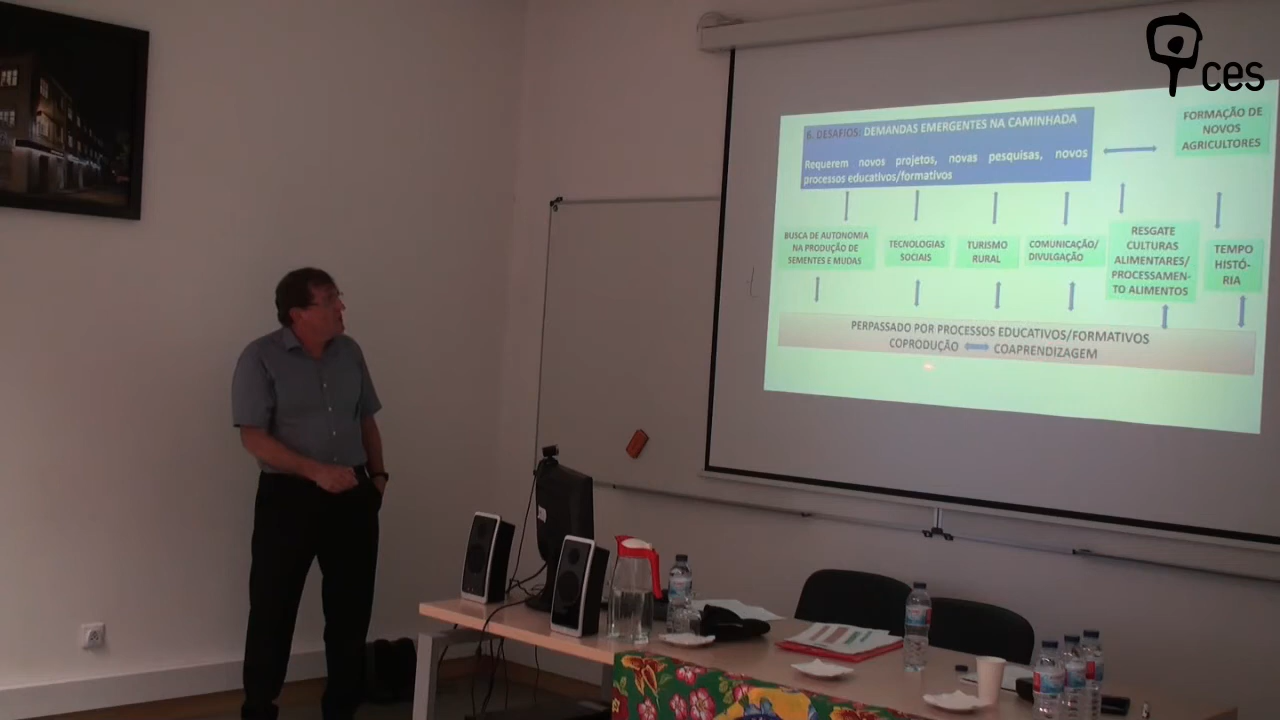 ces
6. DESAFIOS: DEMANDAS EMERGENTES NA CAMINHADA
Requerem novos projetos, novas pesquisas, novos
processos educativos/formativos
FORMAÇÃO DE
NOVOS
AGRICULTORES
BUSCA DE AUTONOMIA
NA PRODUÇÃO DE
SEMENTES E MUDAS
TECNOLOGIAS
SOCIAIS
TURISMO
RURAL
COMUNICAÇÃO/
DIVULGAÇÃO
RESGATE
CULTURAS
ALIMENTARES/
PROCESSAMEN-
TO ALIMENTOS
TEMPO
HISTÓ-
RIA
PERPASSADO POR PROCESSOS EDUCATIVOS/FORMATIVOS
COPRODUÇÃO COAPRENDIZAGEM